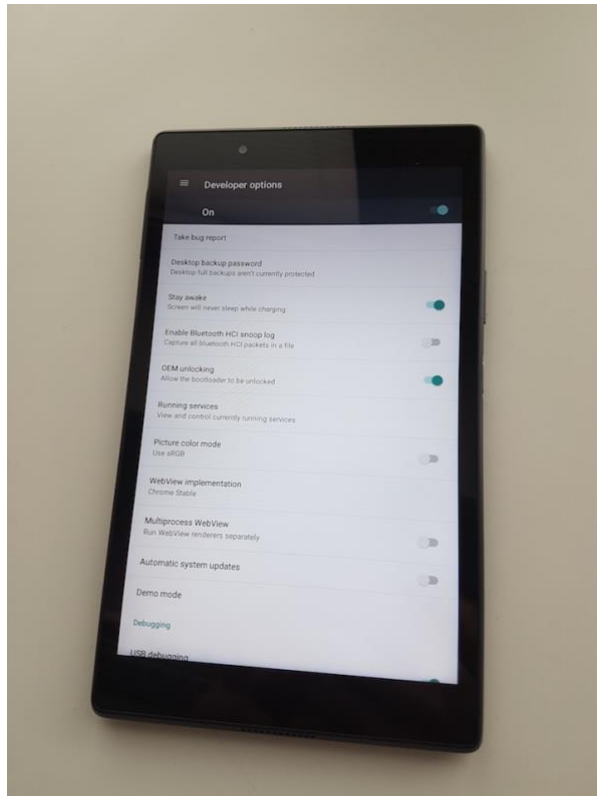 Developer options
On
Take bug report
Desktop backup password
Desktop full backups aren't currently protected
Stay awake
Screen will never sleep while charging
Enable Bluetooth HCI snoop log
Capture all bluetooth HCI packets in a file
OEM unlocking
Allow the bootloader to be unlocked
Running services
View and control currently running services
Picture color mode
Use sRGB
WebView implementation
Chrome Stable
Multiprocess WebView
Run WebView renderers separately
Automatic system updates
Demo mode
Debugging
USB debugging